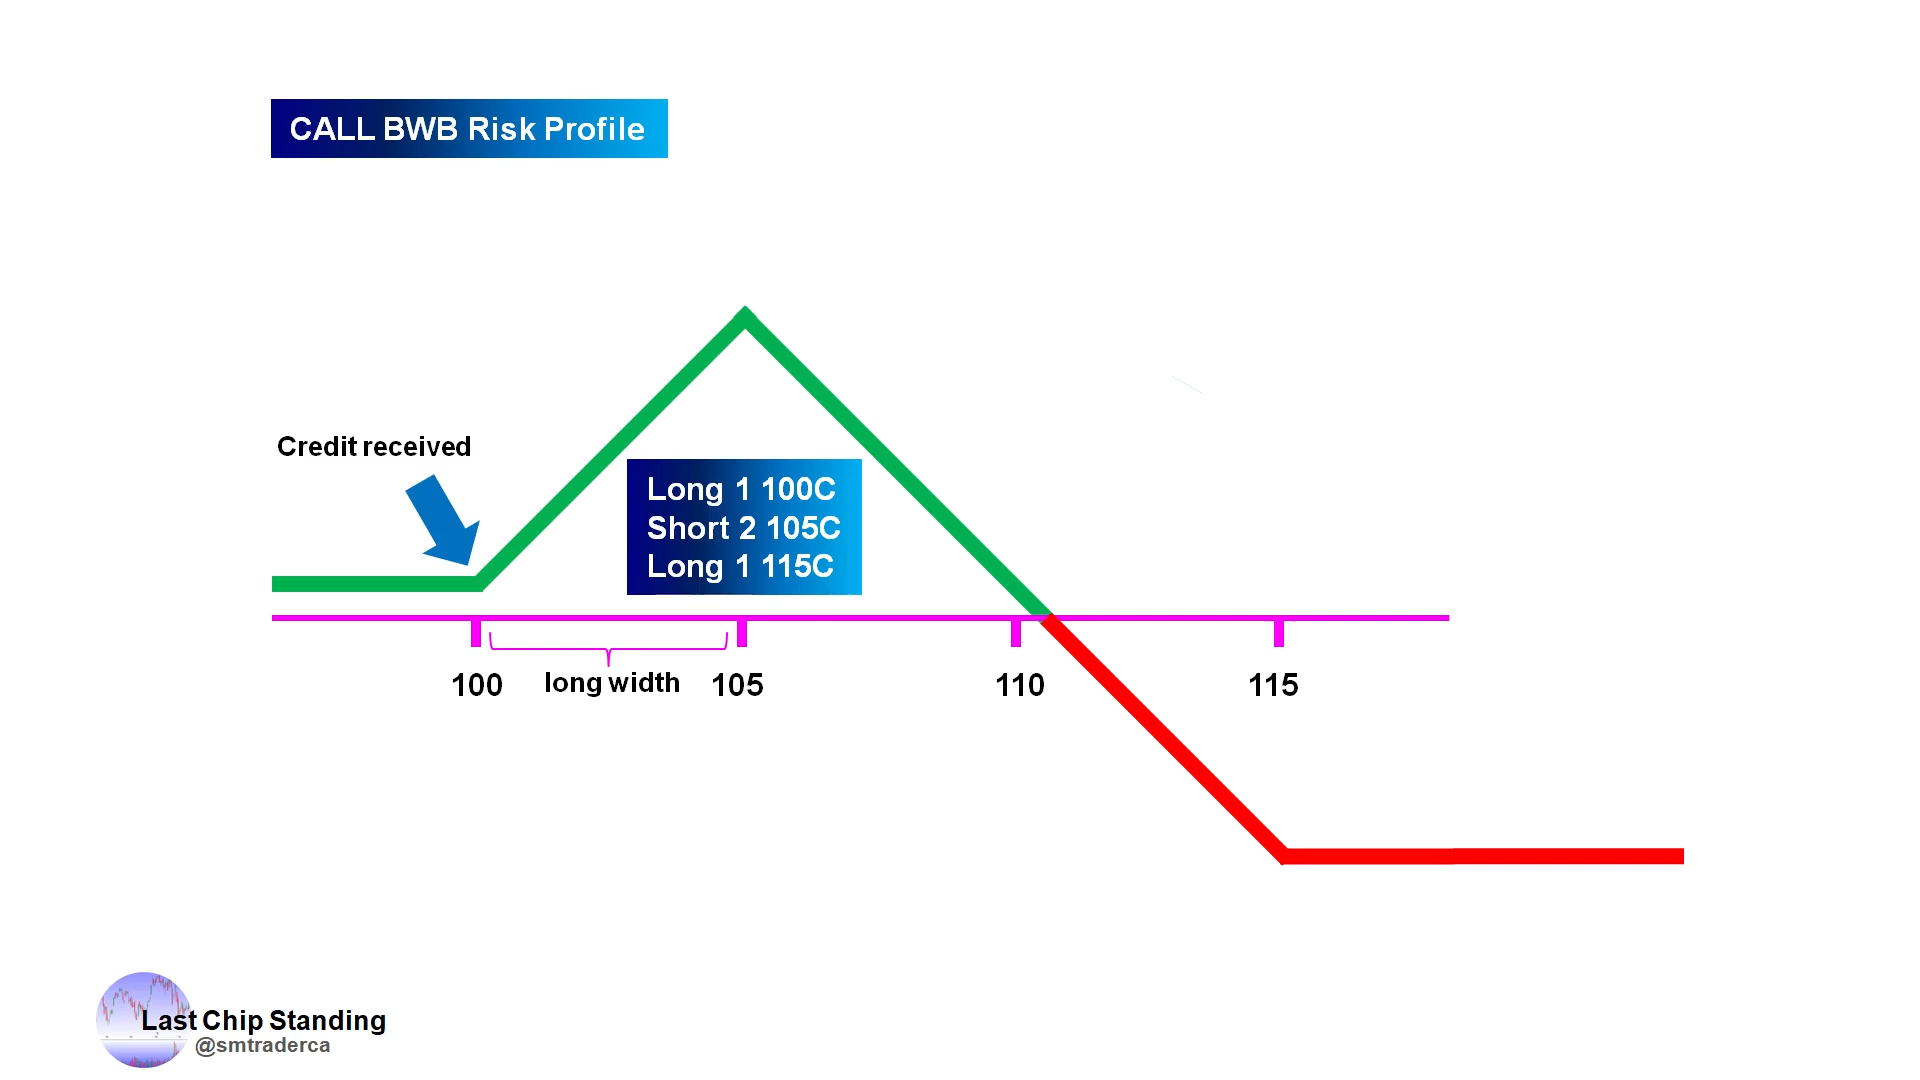 CALL BWB Risk Profile
Credit received
Long 1 100C
Short 2 105C
Long 1 115C
100
long width
105
110
115
Last Chip Standing
@smtraderca